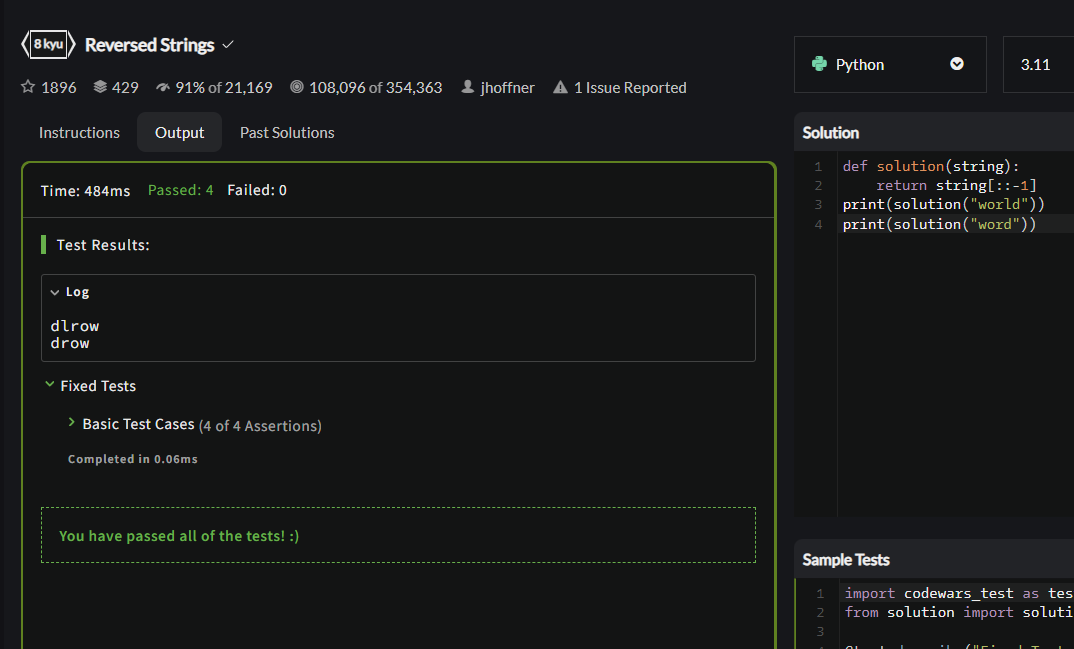 8 kyu Reversed Strings
1896 429 91% of 21,169 108,096 of 354,363 jhoffner 1 Issue Reported
Instructions Output Past Solutions
Time: 484ms Passed: 4 Failed: 0
Test Results:
Log
dlrow
drow
Fixed Tests
Basic Test Cases (4 of 4 Assertions)
Completed in 0.06ms
You have passed all of the tests! :)
Python 3.11
Solution
1 def solution(string):
2 return string[::-1]
3 print(solution("world"))
4 print(solution("word"))
Sample Tests
1 import codewars_test as tes
2 from solution import soluti
3